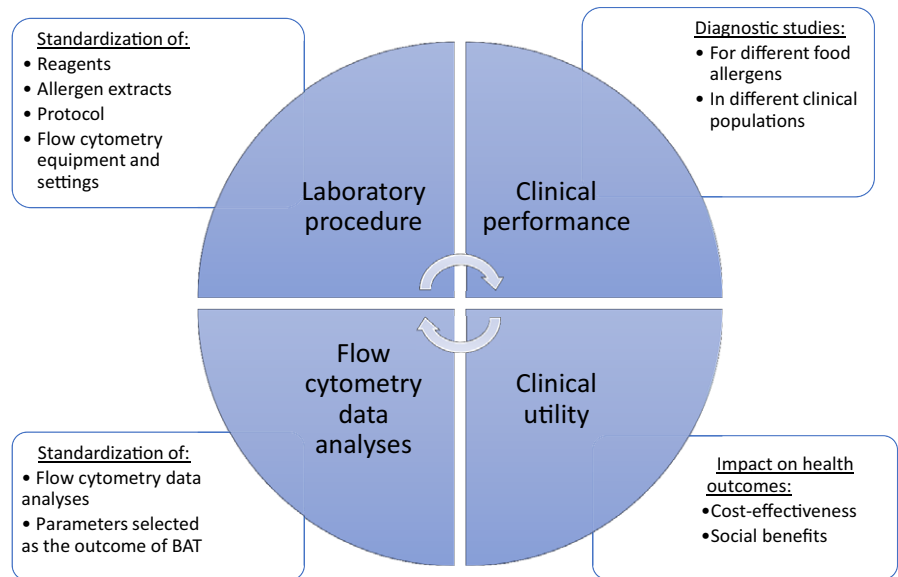 Standardization of:
• Reagents
• Allergen extracts
• Protocol
• Flow cytometry
equipment and
settings
Diagnostic studies:
• For different food
allergens
• In different clinical
populations
Laboratory
procedure
Clinical
performance
Flow
cytometry
data
analyses
Clinical
utility
Standardization of:
• Flow cytometry data
analyses
• Parameters selected
as the outcome of BAT
Impact on health
outcomes:
•Cost-effectiveness
•Social benefits